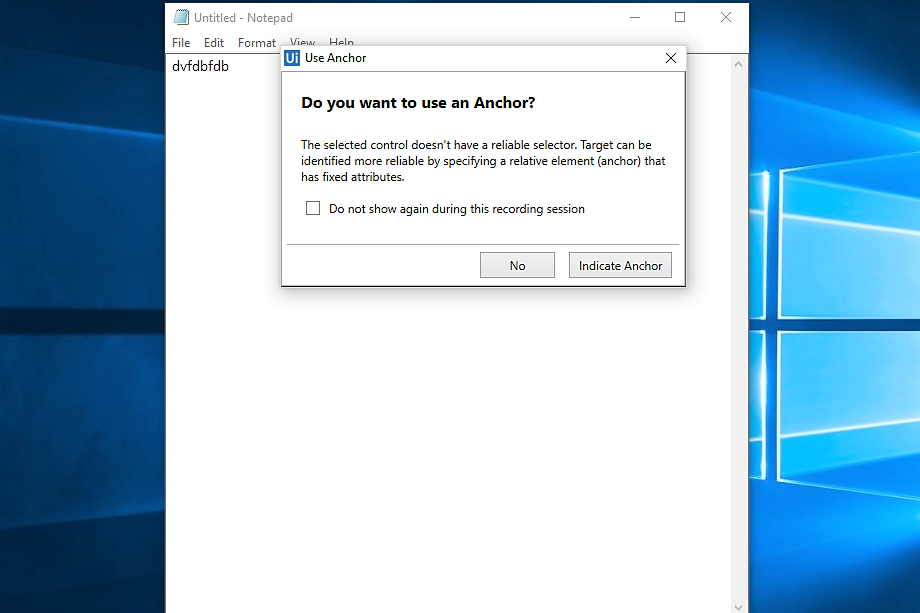 Untitled - Notepad
File Edit Format View Help
dvfdbfdb
Ui Use Anchor
Do you want to use an Anchor?
The selected control doesn't have a reliable selector. Target can be
identified more reliable by specifying a relative element (anchor) that
has fixed attributes.
Do not show again during this recording session
No Indicate Anchor